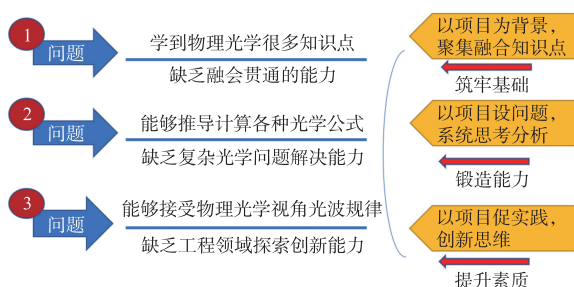 1
问题
学到物理光学很多知识点
缺乏融会贯通的能力
以项目为背景，
聚集融合知识点
筑牢基础
2
问题
能够推导计算各种光学公式
缺乏复杂光学问题解决能力
以项目设问题，
系统思考分析
锻造能力
3
问题
能够接受物理光学视角光波规律
缺乏工程领域探索创新能力
以项目促实践，
创新思维
提升素质